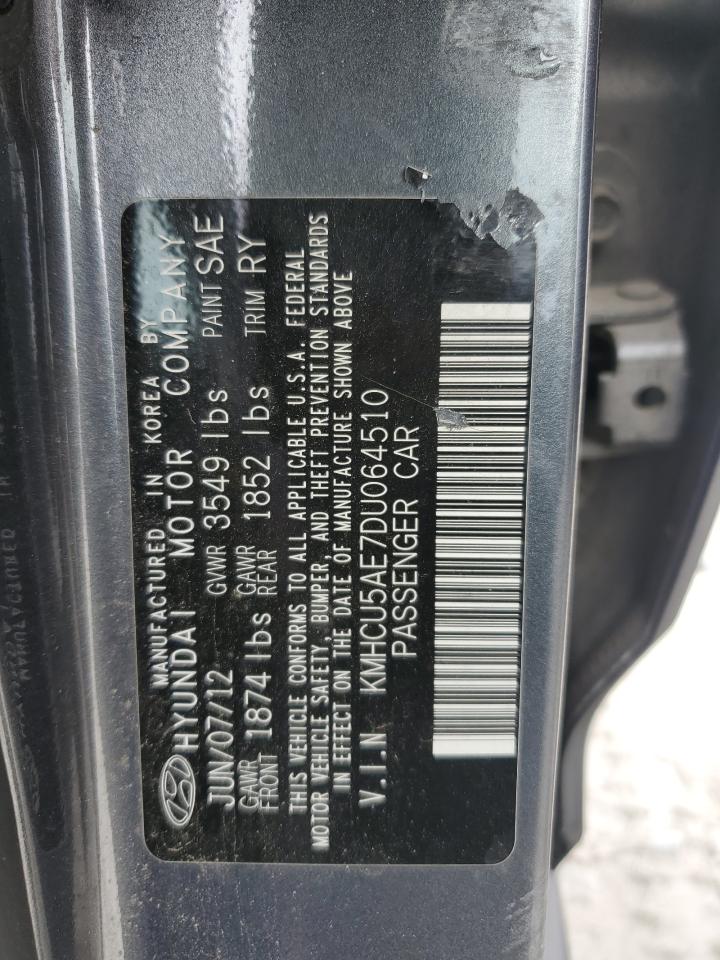 MANUFACTURED IN KOREA BY
HYUNDAI MOTOR COMPANY
JUN/07/12 GVWR 3549 lbs PAINT SAE
GAWR FRONT 1874 lbs GAWR REAR 1852 lbs TRIM RY
THIS VEHICLE CONFORMS TO ALL APPLICABLE U.S.A. FEDERAL
MOTOR VEHICLE SAFETY, BUMPER, AND THEFT PREVENTION STANDARDS
IN EFFECT ON THE DATE OF MANUFACTURE SHOWN ABOVE
V.I.N KMHCU5AE7DU064510
PASSENGER CAR